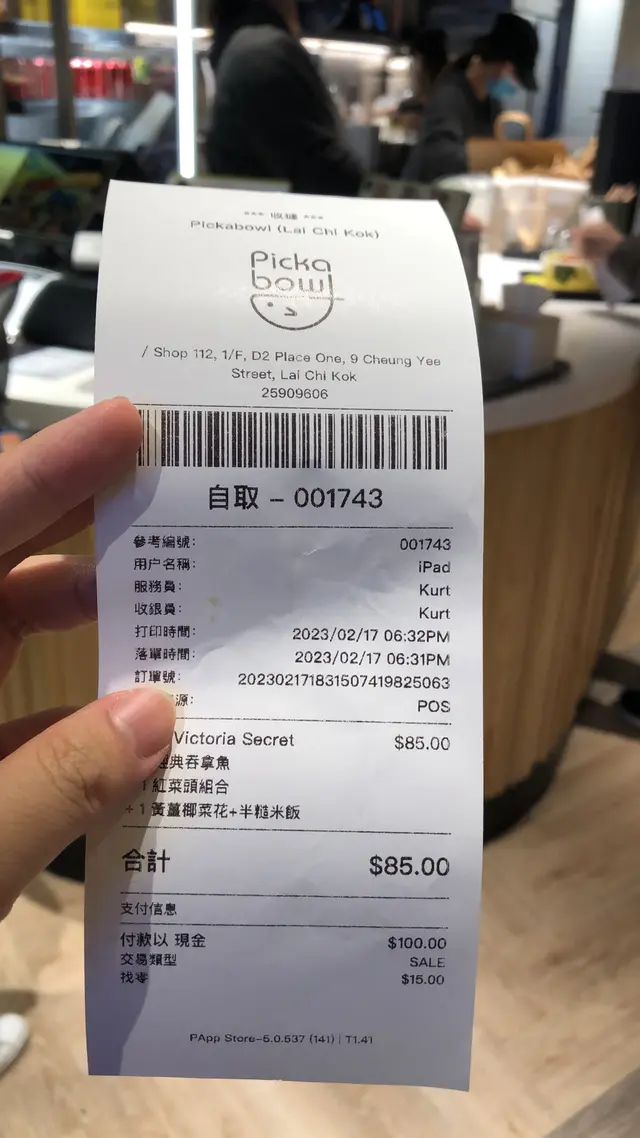 *** 收據 ***
Pickabowl (Lai Chi Kok)
Picka
bowl
/ Shop 112, 1/F, D2 Place One, 9 Cheung Yee
Street, Lai Chi Kok
25909606
自取 - 001743
參考編號: 001743
用户名稱: iPad
服務員: Kurt
收銀員: Kurt
打印時間: 2023/02/17 06:32PM
落單時間: 2023/02/17 06:31PM
訂單號: 202302171831507419825063
源: POS
Victoria Secret $85.00
經典吞拿魚
1 紅菜頭組合
+ 1 黃薑椰菜花+半糙米飯
合計 $85.00
支付信息
付款以 現金 $100.00
交易類型 SALE
找零 $15.00
PApp Store-5.0.537 (141) | T1.41